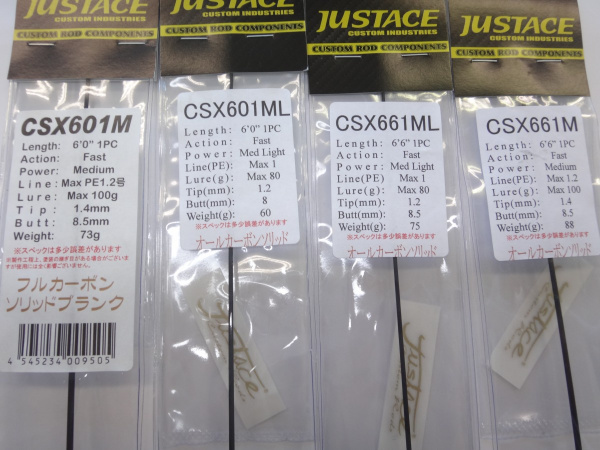 JUSTACE
CUSTOM INDUSTRIES
CUSTOM ROD COMPONENTS
CSX601M
Length: 6'0" 1PC
Action: Fast
Power: Medium
Line: Max PE1.2号
Lure: Max 100g
Tip: 1.4mm
Butt: 8.5mm
Weight: 73g
※スペックは多少誤差があります
フルカーボン
ソリッドブランク
4 545234 009505
JUSTACE
CUSTOM INDUSTRIES
CUSTOM ROD COMPONENTS
CSX601ML
Length: 6'0" 1PC
Action: Fast
Power: Med Light
Line(PE): Max 1
Lure(g): Max 80
Tip(mm): 1.2
Butt(mm): 8
Weight(g): 60
※スペックは多少誤差があります
オールカーボンソリッド
JUSTACE
JUSTACE
CUSTOM INDUSTRIES
CUSTOM ROD COMPONENTS
CSX661ML
Length: 6'6" 1PC
Action: Fast
Power: Med Light
Line(PE): Max 1
Lure(g): Max 80
Tip(mm): 1.2
Butt(mm): 8.5
Weight(g): 75
※スペックは多少誤差があります
オールカーボンソリッド
Justace
JUSTACE
CUSTOM INDUSTRIES
CUSTOM ROD COMPONENTS
CSX661M
Length: 6'6" 1PC
Action: Fast
Power: Medium
Line(PE): Max 1.2
Lure(g): Max 100
Tip(mm): 1.4
Butt(mm): 8.5
Weight(g): 88
※スペックは多少誤差があります
オールカーボンソリッド
Justace